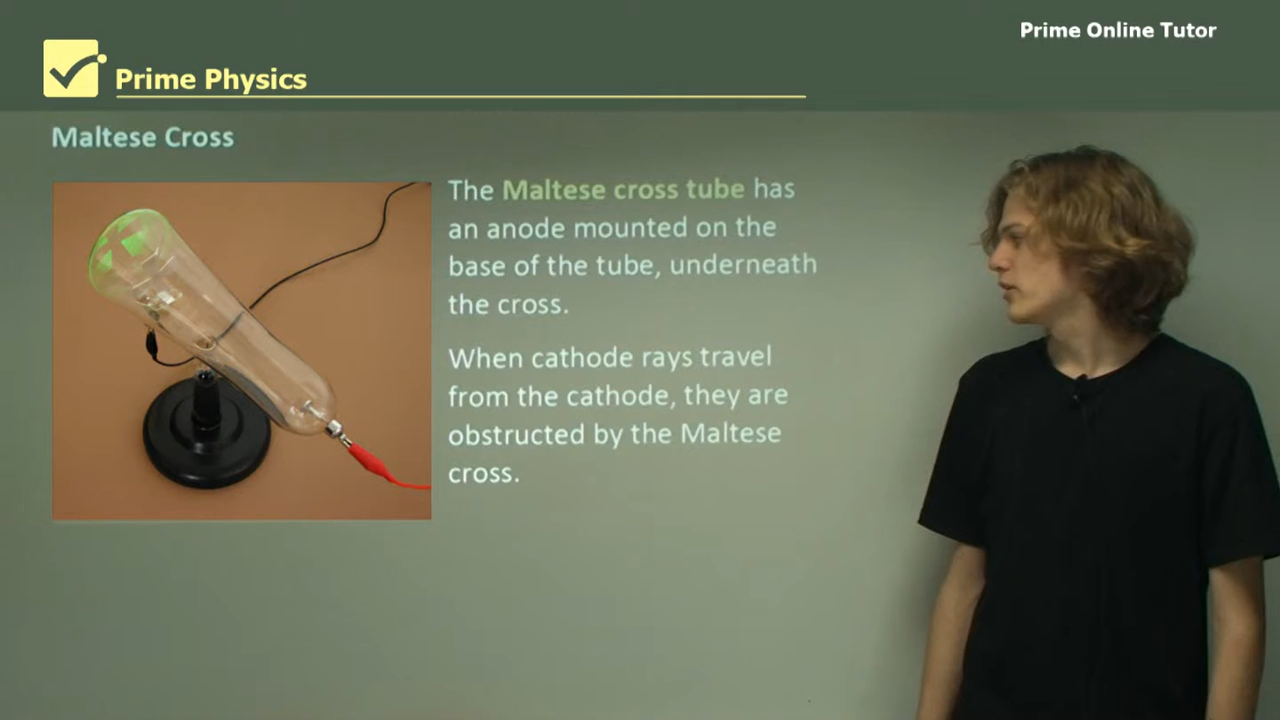 Prime Online Tutor
Prime Physics
Maltese Cross
The Maltese cross tube has
an anode mounted on the
base of the tube, underneath
the cross.
When cathode rays travel
from the cathode, they are
obstructed by the Maltese
cross.